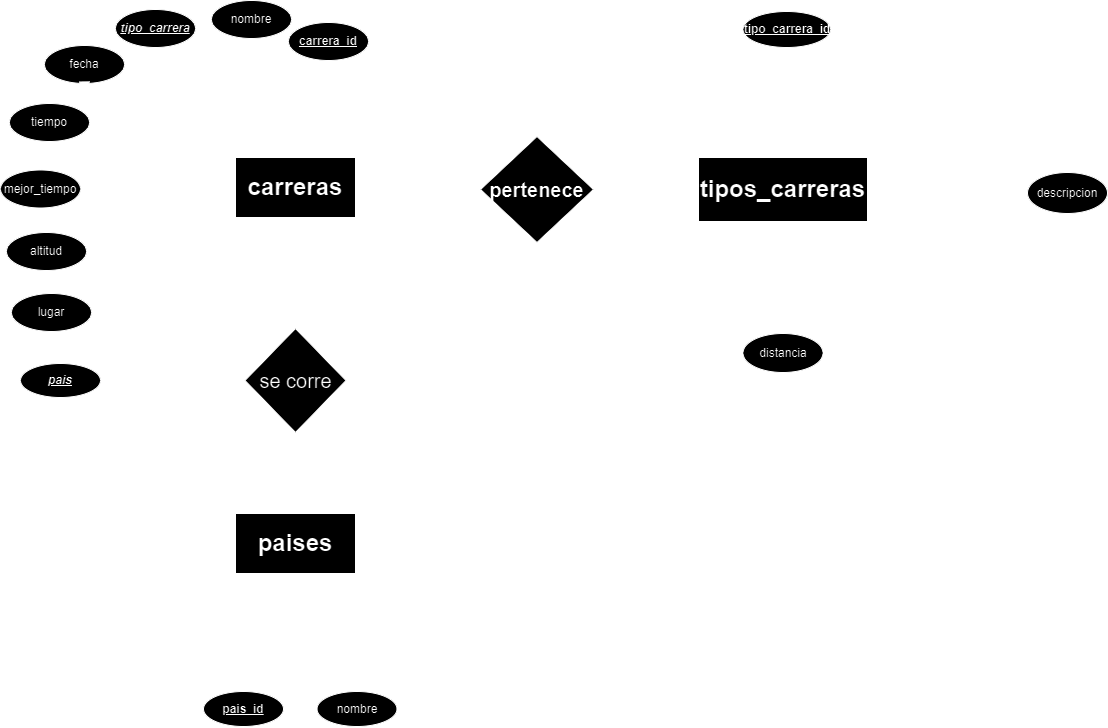 nombre
tipo_carrera
carrera_id
tipo_carrera_id
fecha
tiempo
mejor_tiempo
carreras
pertenece
tipos_carreras
descripcion
altitud
lugar
pais
se corre
distancia
paises
pais_id
nombre